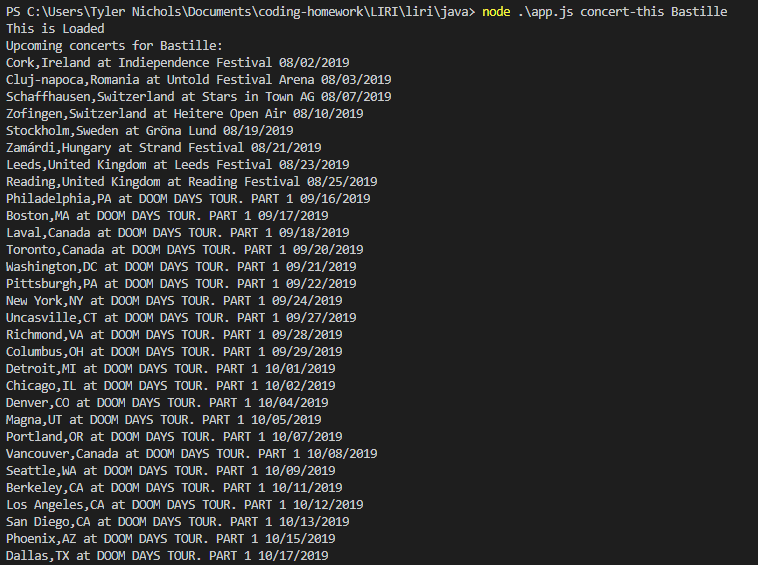 PS C:\Users\Tyler Nichols\Documents\coding-homework\LIRI\liri\java> node .\app.js concert-this Bastille
This is Loaded
Upcoming concerts for Bastille:
Cork,Ireland at Indiependence Festival 08/02/2019
Cluj-napoca,Romania at Untold Festival Arena 08/03/2019
Schaffhausen,Switzerland at Stars in Town AG 08/07/2019
Zofingen,Switzerland at Heitere Open Air 08/10/2019
Stockholm,Sweden at Gröna Lund 08/19/2019
Zamárdi,Hungary at Strand Festival 08/21/2019
Leeds,United Kingdom at Leeds Festival 08/23/2019
Reading,United Kingdom at Reading Festival 08/25/2019
Philadelphia,PA at DOOM DAYS TOUR. PART 1 09/16/2019
Boston,MA at DOOM DAYS TOUR. PART 1 09/17/2019
Laval,Canada at DOOM DAYS TOUR. PART 1 09/18/2019
Toronto,Canada at DOOM DAYS TOUR. PART 1 09/20/2019
Washington,DC at DOOM DAYS TOUR. PART 1 09/21/2019
Pittsburgh,PA at DOOM DAYS TOUR. PART 1 09/22/2019
New York,NY at DOOM DAYS TOUR. PART 1 09/24/2019
Uncasville,CT at DOOM DAYS TOUR. PART 1 09/27/2019
Richmond,VA at DOOM DAYS TOUR. PART 1 09/28/2019
Columbus,OH at DOOM DAYS TOUR. PART 1 09/29/2019
Detroit,MI at DOOM DAYS TOUR. PART 1 10/01/2019
Chicago,IL at DOOM DAYS TOUR. PART 1 10/02/2019
Denver,CO at DOOM DAYS TOUR. PART 1 10/04/2019
Magna,UT at DOOM DAYS TOUR. PART 1 10/05/2019
Portland,OR at DOOM DAYS TOUR. PART 1 10/07/2019
Vancouver,Canada at DOOM DAYS TOUR. PART 1 10/08/2019
Seattle,WA at DOOM DAYS TOUR. PART 1 10/09/2019
Berkeley,CA at DOOM DAYS TOUR. PART 1 10/11/2019
Los Angeles,CA at DOOM DAYS TOUR. PART 1 10/12/2019
San Diego,CA at DOOM DAYS TOUR. PART 1 10/13/2019
Phoenix,AZ at DOOM DAYS TOUR. PART 1 10/15/2019
Dallas,TX at DOOM DAYS TOUR. PART 1 10/17/2019